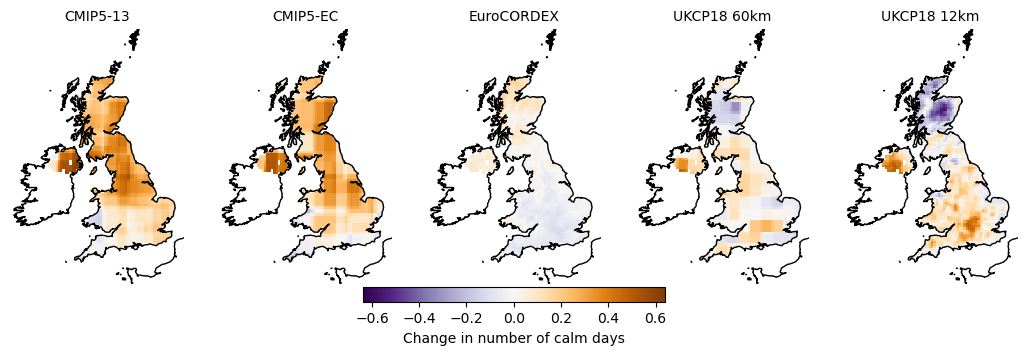 CMIP5-13 CMIP5-EC EuroCORDEX UKCP18 60km UKCP18 12km
−0.6 −0.4 −0.2 0.0 0.2 0.4 0.6
Change in number of calm days